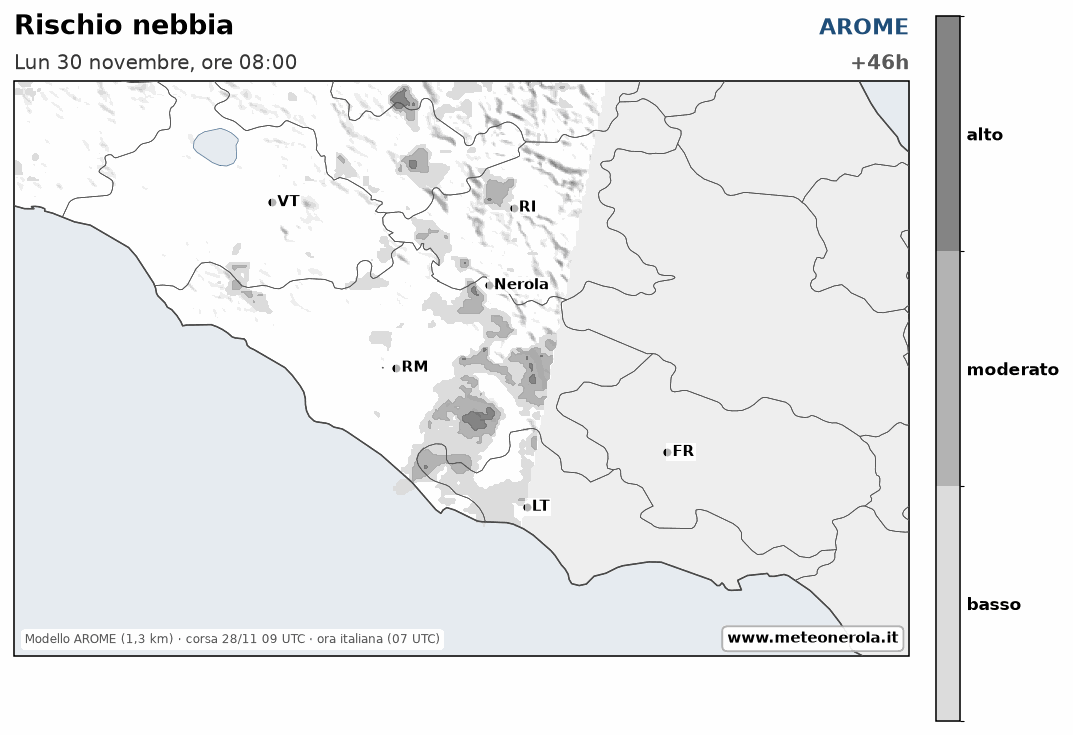 Rischio nebbia
AROME
Lun 30 novembre, ore 08:00
+46h
alto
VT
RI
Nerola
RM
moderato
FR
LT
basso
Modello AROME (1,3 km) · corsa 28/11 09 UTC · ora italiana (07 UTC)
www.meteonerola.it